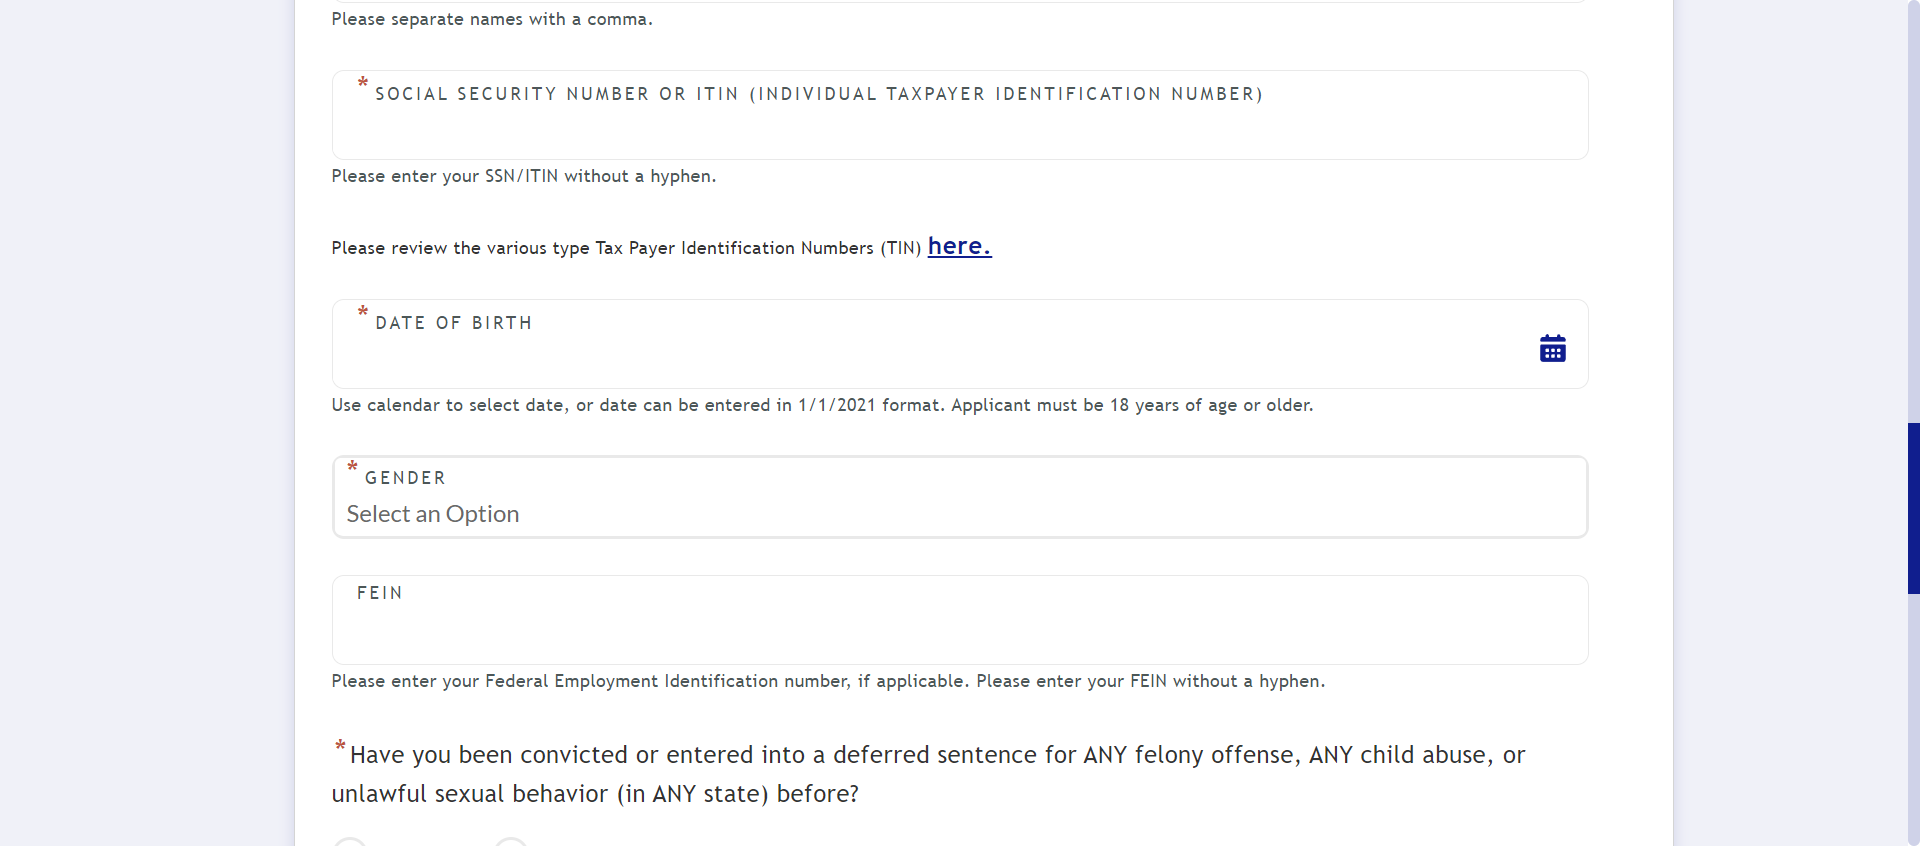 Please separate names with a comma.
* SOCIAL SECURITY NUMBER OR ITIN (INDIVIDUAL TAXPAYER IDENTIFICATION NUMBER)
Please enter your SSN/ITIN without a hyphen.
Please review the various type Tax Payer Identification Numbers (TIN) here.
* DATE OF BIRTH
Use calendar to select date, or date can be entered in 1/1/2021 format. Applicant must be 18 years of age or older.
* GENDER
Select an Option
FEIN
Please enter your Federal Employment Identification number, if applicable. Please enter your FEIN without a hyphen.
* Have you been convicted or entered into a deferred sentence for ANY felony offense, ANY child abuse, or
unlawful sexual behavior (in ANY state) before?